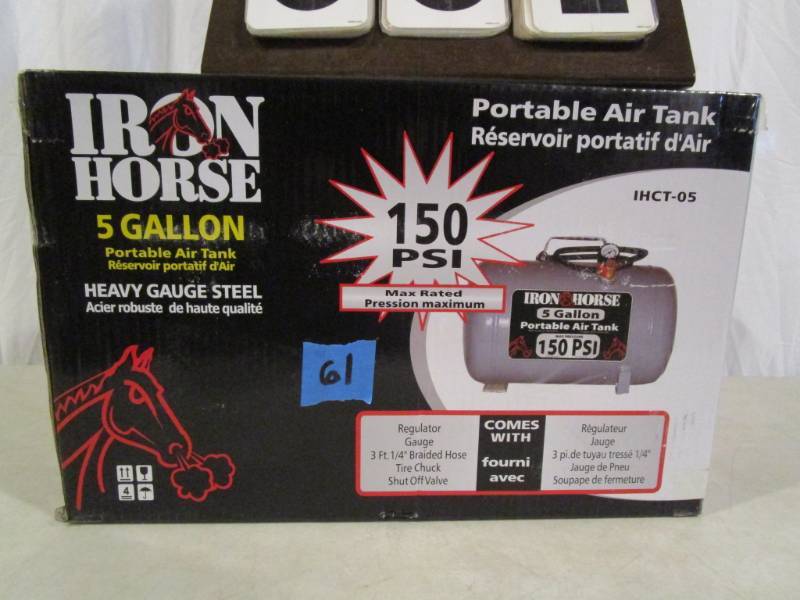 IRON
HORSE
5 GALLON
Portable Air Tank
Réservoir portatif d'Air
HEAVY GAUGE STEEL
Acier robuste de haute qualité
Portable Air Tank
Réservoir portatif d'Air
IHCT-05
150
PSI
Max Rated
Pression maximum
IRON HORSE
5 Gallon
Portable Air Tank
150 PSI
61
Regulator
Gauge
3 Ft. 1/4" Braided Hose
Tire Chuck
Shut Off Valve
COMES
WITH
fourni
avec
Régulateur
Jauge
3 pi.de tuyau tressé 1/4"
Jauge de Pneu
Soupape de fermeture
4